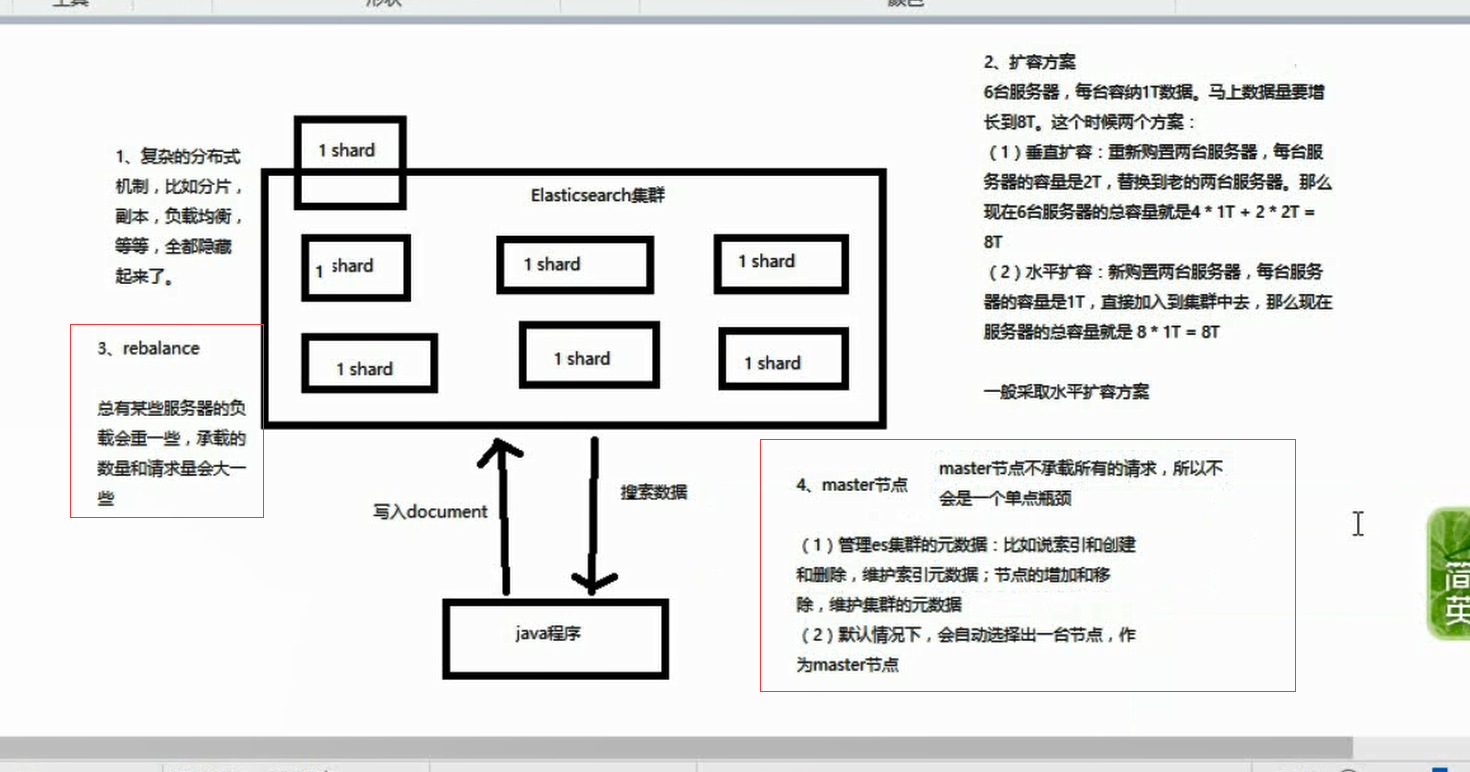 1、复杂的分布式
机制，比如分片，
副本，负载均衡，
等等，全都隐藏
起来了。
1 shard
Elasticsearch集群
1 shard
1 shard
1 shard
1 shard
1 shard
1 shard
3、rebalance
总有某些服务器的负
载会重一些，承载的
数量和请求量会大一
些
写入document
搜索数据
java程序
2、扩容方案
6台服务器，每台容纳1T数据。马上数据量要增
长到8T。这个时候两个方案：
（1）垂直扩容：重新购置两台服务器，每台服
务器的容量是2T，替换到老的两台服务器。那么
现在6台服务器的总容量就是4 * 1T + 2 * 2T =
8T
（2）水平扩容：新购置两台服务器，每台服务
器的容量是1T，直接加入到集群中去，那么现在
服务器的总容量就是 8 * 1T = 8T
一般采取水平扩容方案
4、master节点
master节点不承载所有的请求，所以不
会是一个单点瓶颈
（1）管理es集群的元数据：比如说索引和创建
和删除，维护索引元数据；节点的增加和移
除，维护集群的元数据
（2）默认情况下，会自动选择出一台节点，作
为master节点
简
英